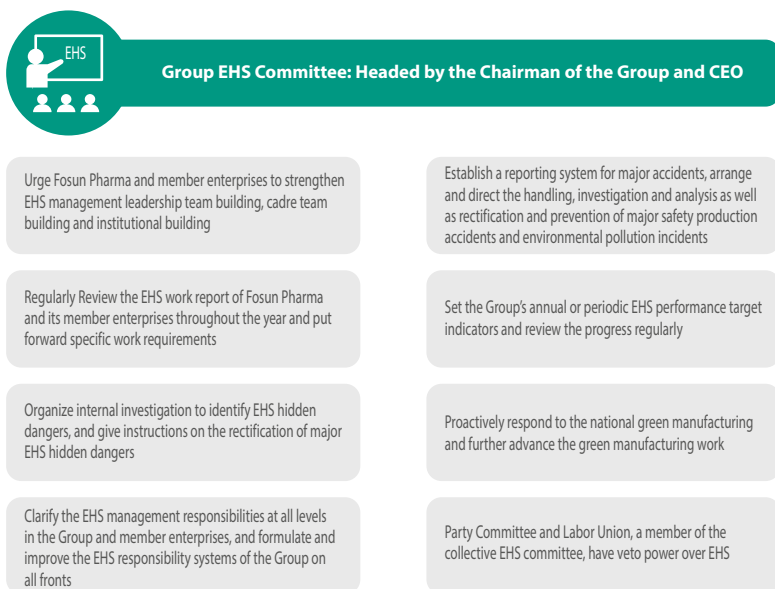 EHS
Group EHS Committee: Headed by the Chairman of the Group and CEO
Urge Fosun Pharma and member enterprises to strengthen
EHS management leadership team building, cadre team
building and institutional building
Establish a reporting system for major accidents, arrange
and direct the handling, investigation and analysis as well
as rectification and prevention of major safety production
accidents and environmental pollution incidents
Regularly Review the EHS work report of Fosun Pharma
and its member enterprises throughout the year and put
forward specific work requirements
Set the Group's annual or periodic EHS performance target
indicators and review the progress regularly
Organize internal investigation to identify EHS hidden
dangers, and give instructions on the rectification of major
EHS hidden dangers
Proactively respond to the national green manufacturing
and further advance the green manufacturing work
Clarify the EHS management responsibilities at all levels
in the Group and member enterprises, and formulate and
improve the EHS responsibility systems of the Group on
all fronts
Party Committee and Labor Union, a member of the
collective EHS committee, have veto power over EHS